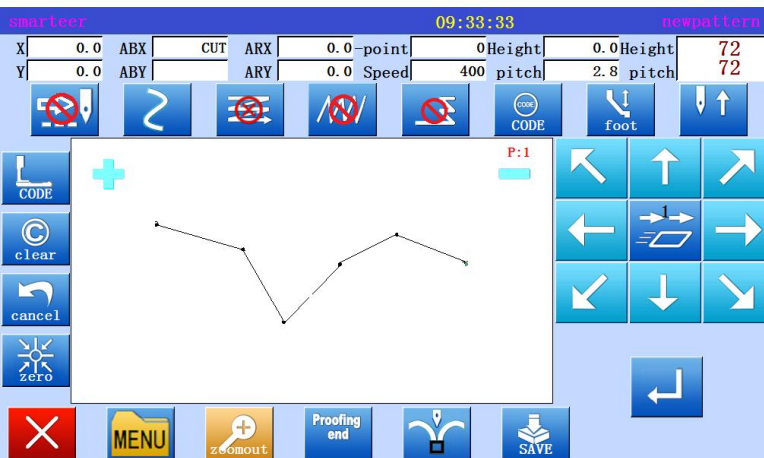 smarteer 09:33:33 newpattern
X 0.0 ABX CUT ARX 0.0 -point 0 Height 0.0 Height 72
Y 0.0 ABY ARY 0.0 Speed 400 pitch 2.8 pitch 72
CODE
CODE foot
P:1
CODE
1
clear
cancel
zero
MENU
zoomout
Proofing
end
SAVE